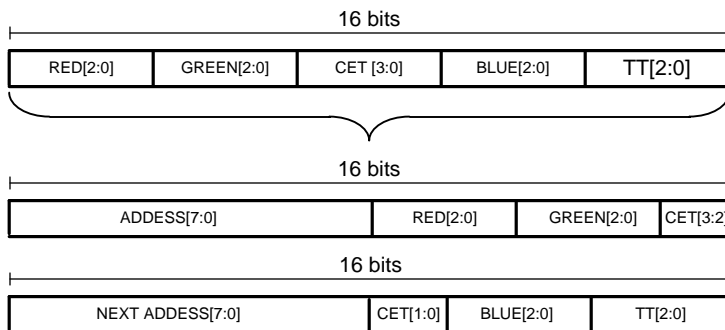 16 bits
RED[2:0] GREEN[2:0] CET [3:0] BLUE[2:0] TT[2:0]
16 bits
ADDESS[7:0] RED[2:0] GREEN[2:0] CET[3:2]
16 bits
NEXT ADDESS[7:0] CET[1:0] BLUE[2:0] TT[2:0]